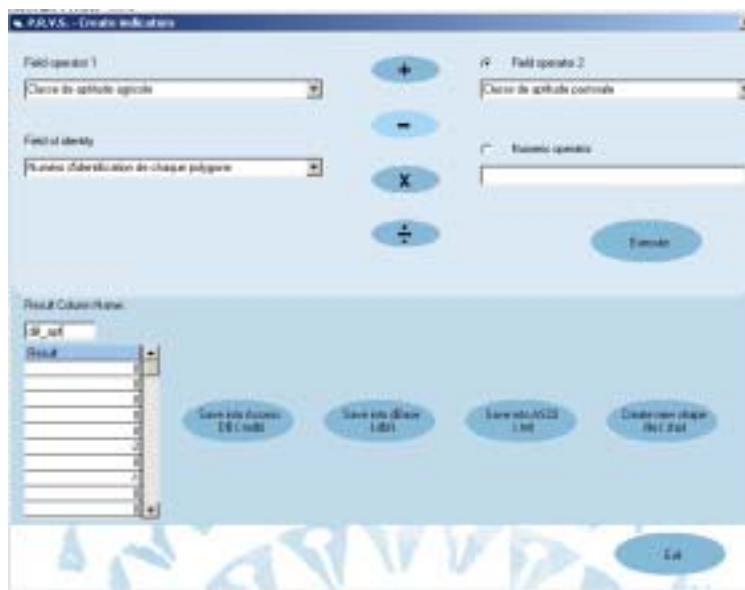 P.R.V.S. - Create indicators
Field operator 1
Classe de aptitude agricole
Field of identity
Numéro d'identification de chaque polygone
+
-
X
÷
Field operator 2
Classe de aptitude pastorale
Numeric operator
Execute
Result Column Name:
Result
Save into Access
DB (.mdb)
Save into dBase
(.dbf)
Save into ASCII
(.txt)
Create new shape
file (.shp)
Exit